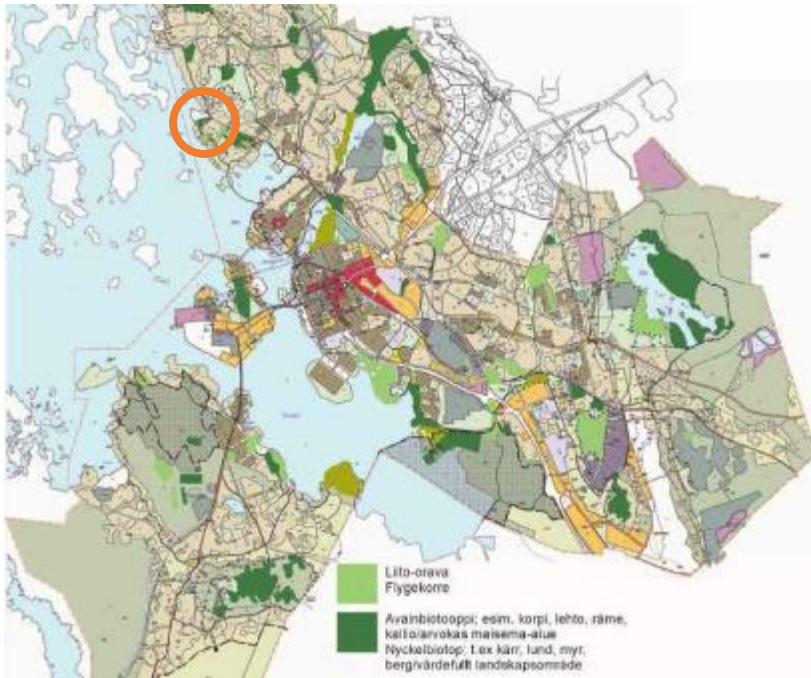 Liito-orava
Flygekorre
Avainbiotooppi; esim. korpi, lehto, räme,
kallio/arvokas maisema-alue
Nyckelbiotop; t.ex kärr, lund, myr,
berg/värdefullt landskapsområde